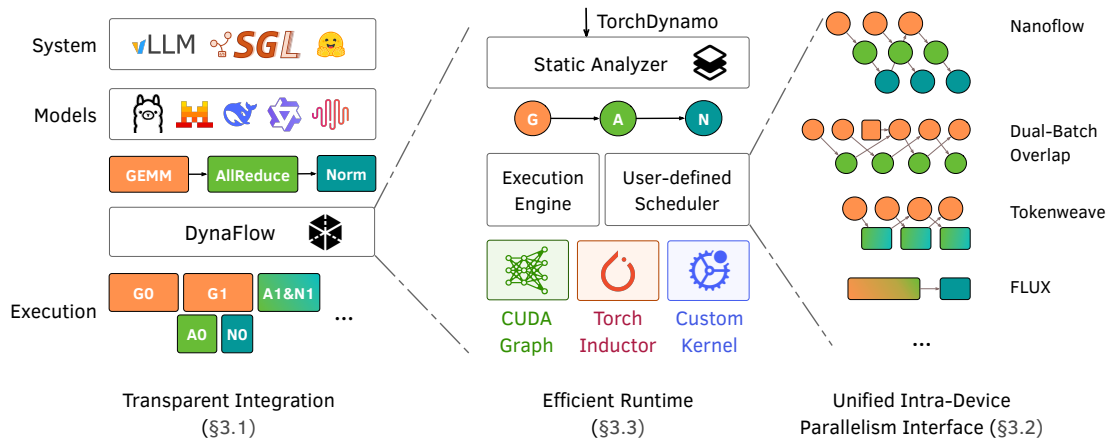 System
vLLM
SGL
Models
GEMM
AllReduce
Norm
DynaFlow
Execution
G0
G1
A1&N1
A0
N0
...
Transparent Integration
(§3.1)
TorchDynamo
Static Analyzer
G
A
N
Execution
Engine
User-defined
Scheduler
CUDA
Graph
Torch
Inductor
Custom
Kernel
Efficient Runtime
(§3.3)
Nanoflow
Dual-Batch
Overlap
Tokenweave
FLUX
...
Unified Intra-Device
Parallelism Interface (§3.2)